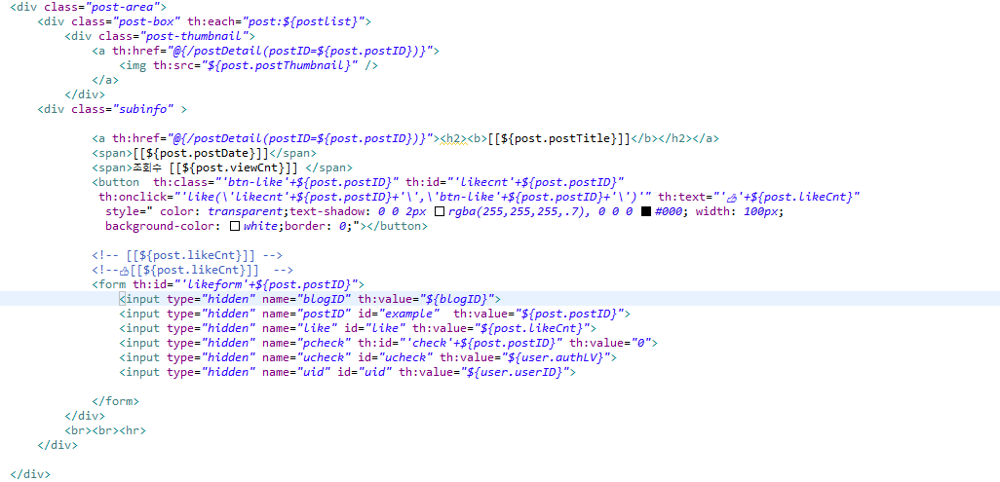 <div class="post-area">
<div class="post-box" th:each="post:${postlist}">
<div class="post-thumbnail">
<a th:href="@{/postDetail(postID=${post.postID})}">
<img th:src="${post.postThumbnail}" />
</a>
</div>
<div class="subinfo" >
<a th:href="@{/postDetail(postID=${post.postID})}"><h2><b>[[${post.postTitle}]]</b></h2></a>
<span>[[${post.postDate}]]</span>
<span>조회수 [[${post.viewCnt}]] </span>
<button  th:class="'btn-like'+${post.postID}" th:id="'likecnt'+${post.postID}"
th:onclick="'like(\'likecnt'+${post.postID}+'\',\'btn-like'+${post.postID}+'\')'" th:text="'👍'+${post.likeCnt}"
style=" color: transparent;text-shadow: 0 0 2px rgba(255,255,255,.7), 0 0 0 #000; width: 100px;
background-color: white;border: 0;"></button>
<!-- [[${post.likeCnt}]] -->
<!--👍[[${post.likeCnt}]]  -->
<form th:id="'likeform'+${post.postID}">
<input type="hidden" name="blogID" th:value="${blogID}">
<input type="hidden" name="postID" id="example"  th:value="${post.postID}">
<input type="hidden" name="like" id="like" th:value="${post.likeCnt}">
<input type="hidden" name="pcheck" th:id="'check'+${post.postID}" th:value="0">
<input type="hidden" name="ucheck" id="ucheck" th:value="${user.authLV}">
<input type="hidden" name="uid" id="uid" th:value="${user.userID}">
</form>
</div>
<br><br><hr>
</div>
</div>